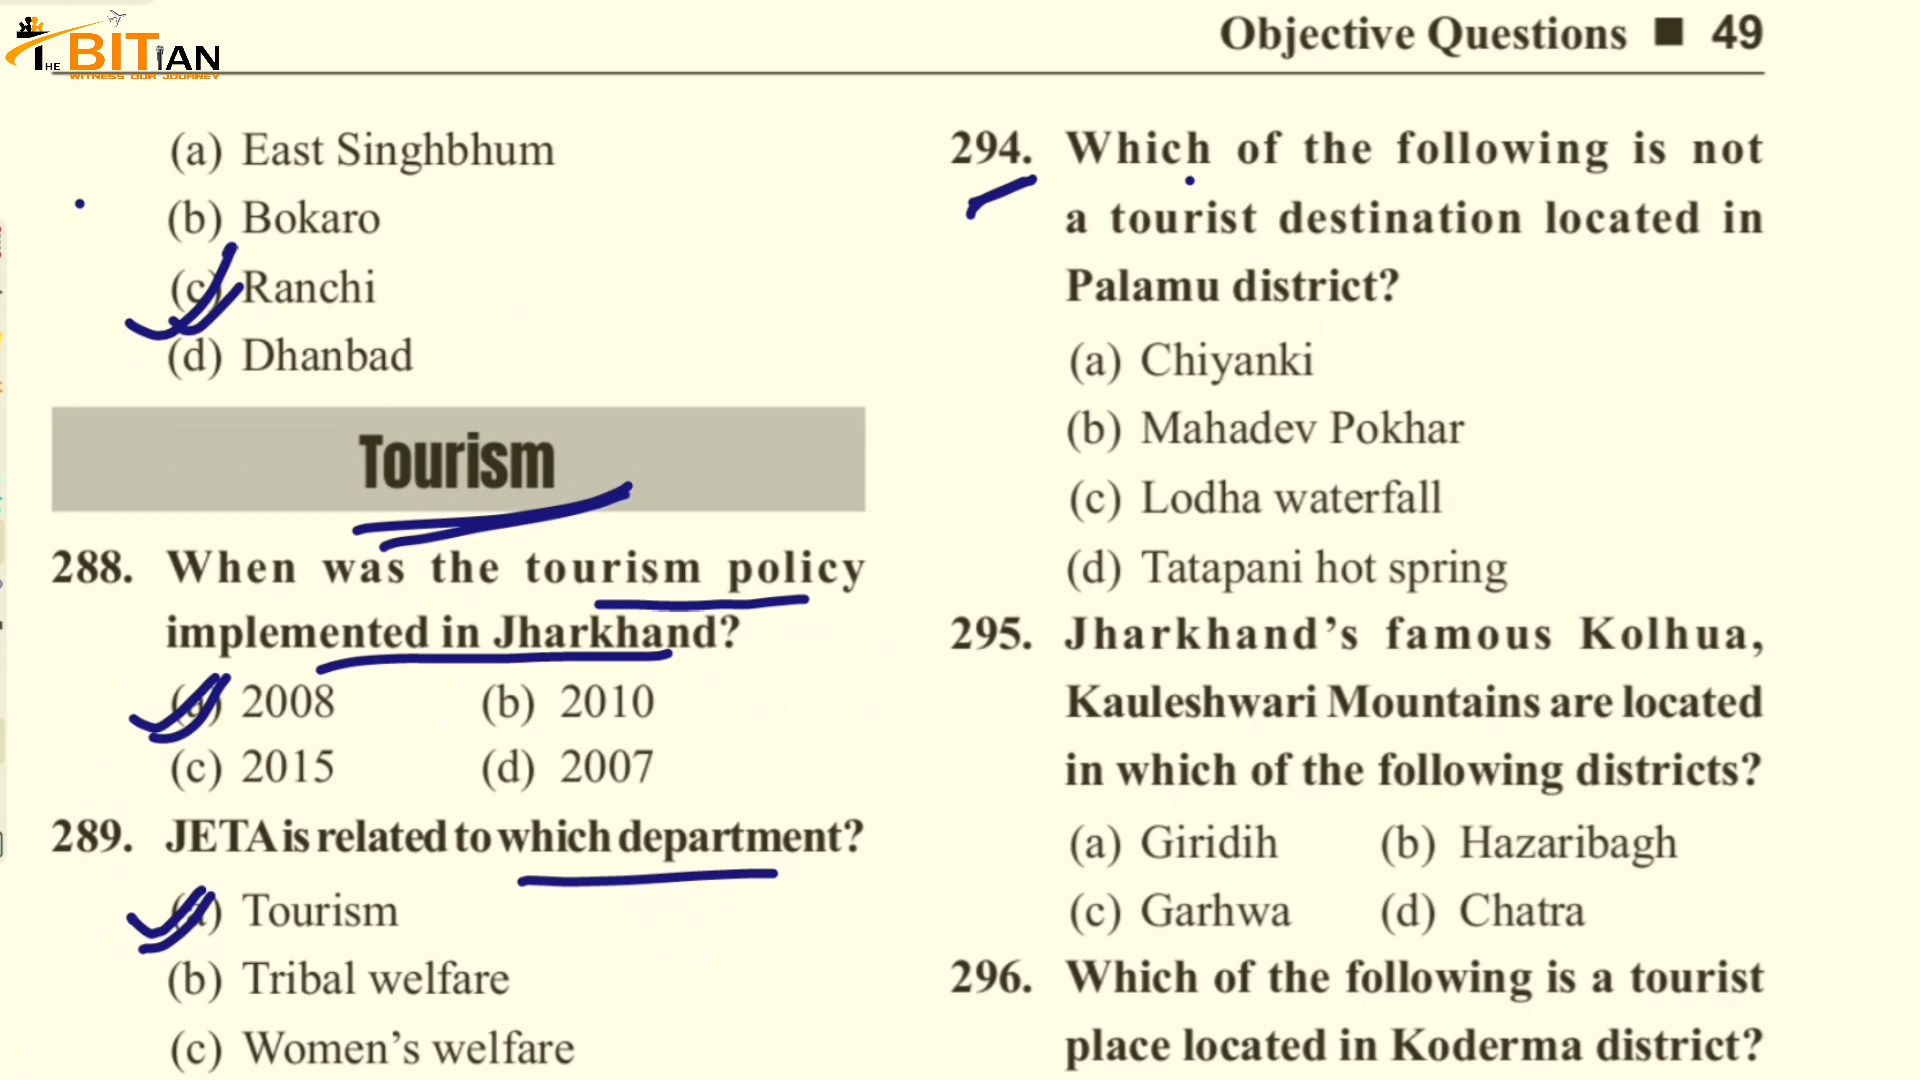 THE BITIAN
WITNESS OUR JOURNEY
Objective Questions ■ 49
(a) East Singhbhum
(b) Bokaro
(c) Ranchi
(d) Dhanbad
Tourism
288. When was the tourism policy
implemented in Jharkhand?
(a) 2008 (b) 2010
(c) 2015 (d) 2007
289. JETA is related to which department?
(a) Tourism
(b) Tribal welfare
(c) Women's welfare
294. Which of the following is not
a tourist destination located in
Palamu district?
(a) Chiyanki
(b) Mahadev Pokhar
(c) Lodha waterfall
(d) Tatapani hot spring
295. Jharkhand's famous Kolhua,
Kauleshwari Mountains are located
in which of the following districts?
(a) Giridih (b) Hazaribagh
(c) Garhwa (d) Chatra
296. Which of the following is a tourist
place located in Koderma district?